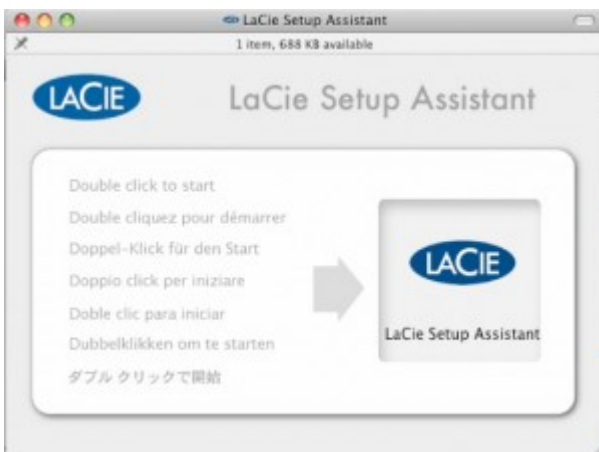 LaCie Setup Assistant
1 item, 688 KB available
LACIE LaCie Setup Assistant
Double click to start
Double cliquez pour démarrer
Doppel-Klick für den Start
Doppio click per iniziare
Doble clic para iniciar
Dubbelklikken om te starten
ダブル クリックで開始
LACIE
LaCie Setup Assistant